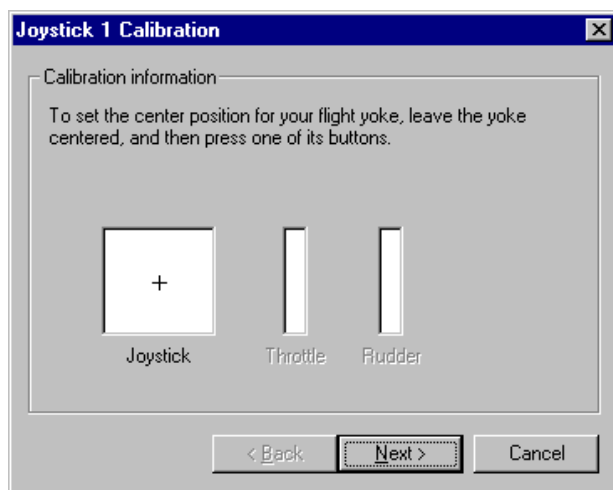 Joystick 1 Calibration
Calibration information
To set the center position for your flight yoke, leave the yoke
centered, and then press one of its buttons.
Joystick Throttle Rudder
< Back Next > Cancel